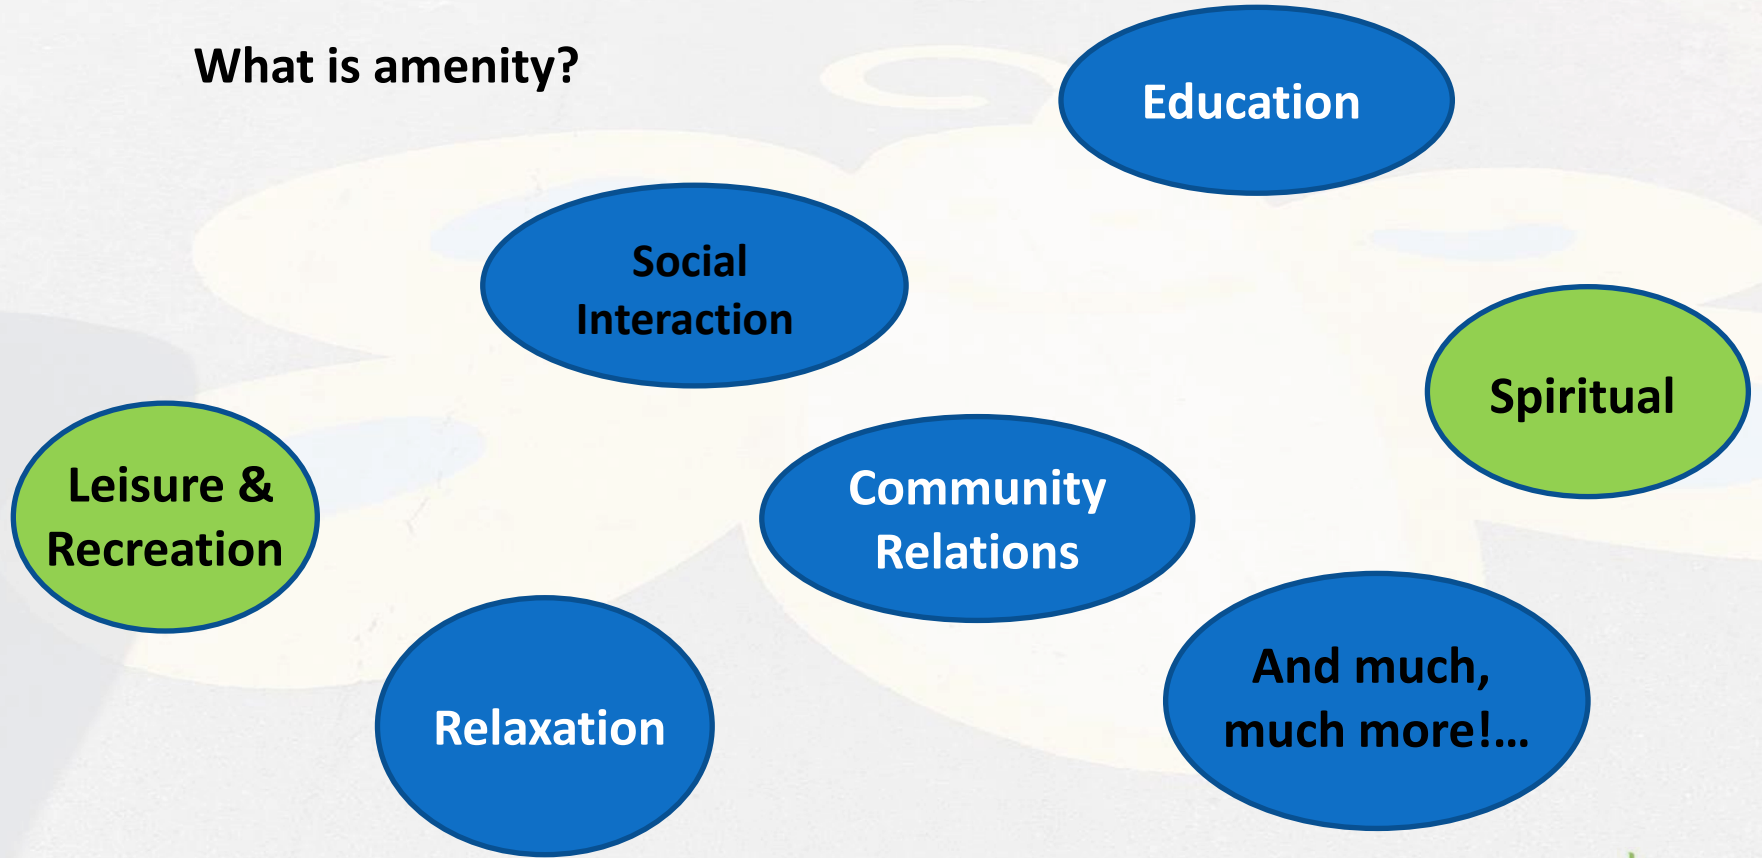 What is amenity?
Education
Social
Interaction
Spiritual
Leisure &
Recreation
Community
Relations
And much,
much more!...
Relaxation